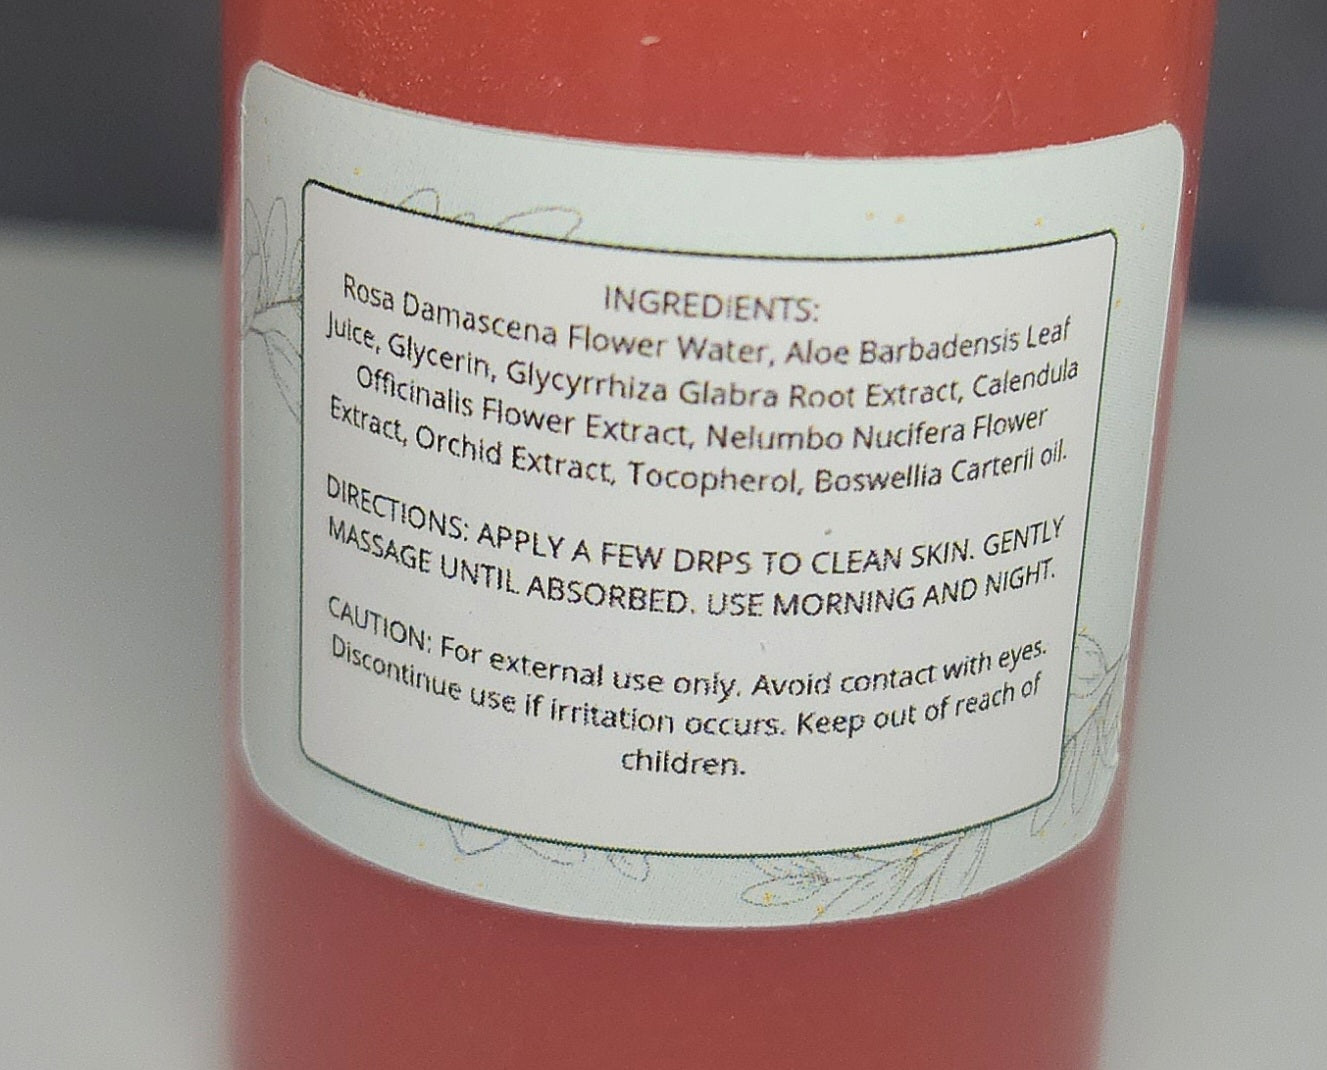 INGREDIENTS:
Rosa Damascena Flower Water, Aloe Barbadensis Leaf
Juice, Glycerin, Glycyrrhiza Glabra Root Extract, Calendula
Officinalis Flower Extract, Nelumbo Nucifera Flower
Extract, Orchid Extract, Tocopherol, Boswellia Carterii oil.
DIRECTIONS: APPLY A FEW DRPS TO CLEAN SKIN. GENTLY
MASSAGE UNTIL ABSORBED. USE MORNING AND NIGHT.
CAUTION: For external use only. Avoid contact with eyes.
Discontinue use if irritation occurs. Keep out of reach of
children.